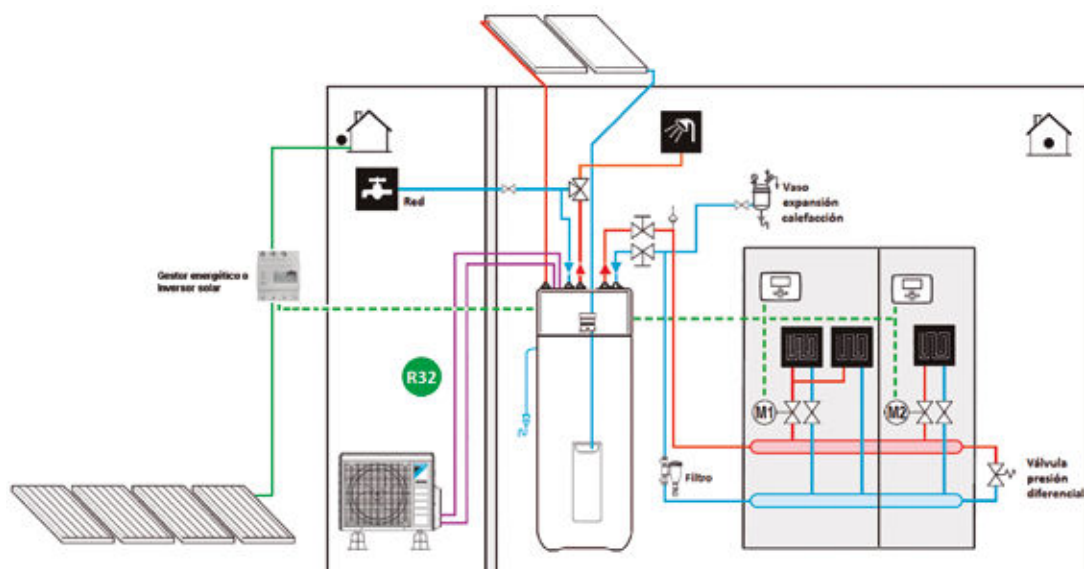 Red
Vaso
expansión
calefacción
Gestor energético o
Inversor solar
R32
M1
M2
Filtro
Válvula
presión
diferencial